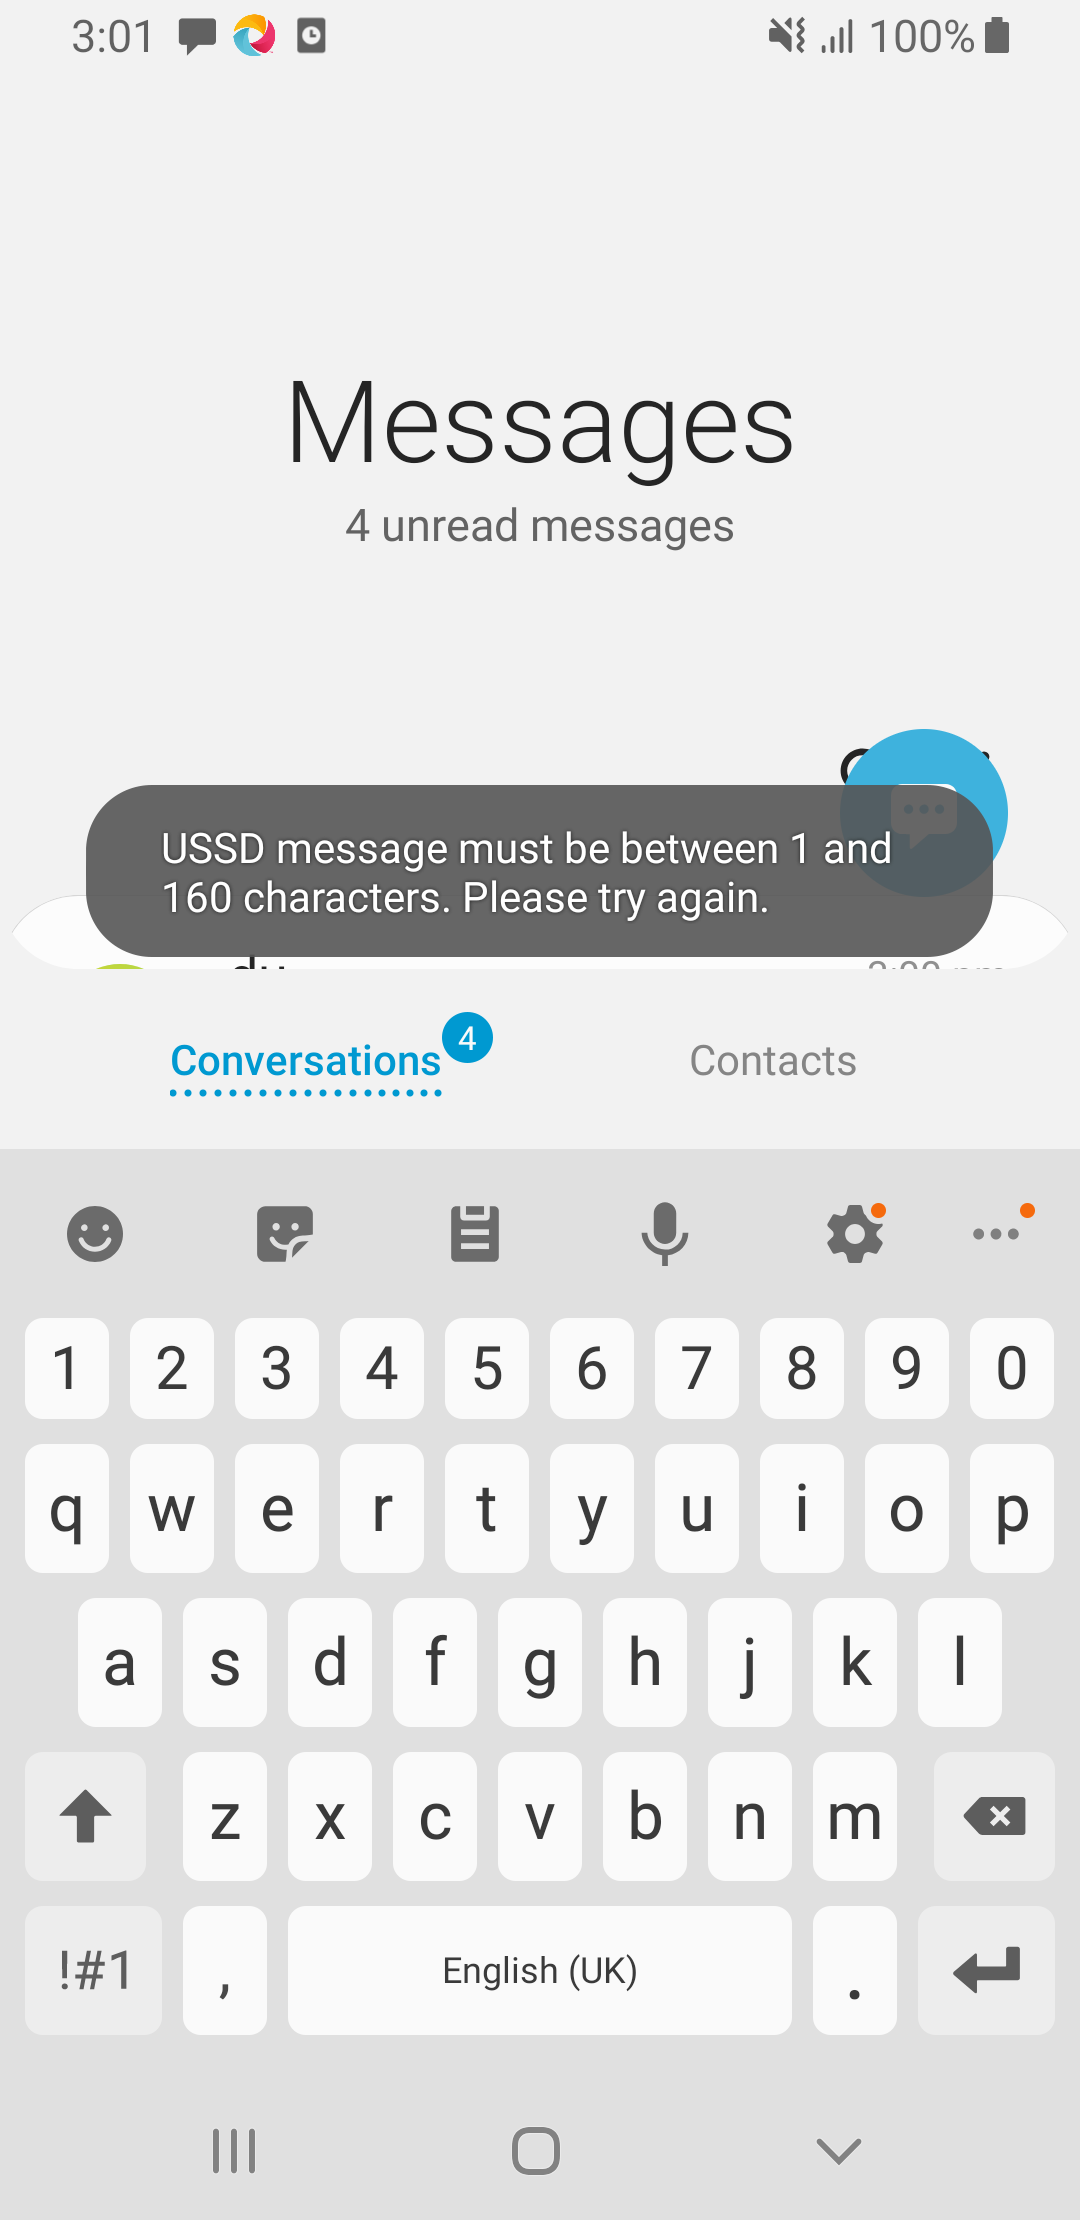 3:01
100%
Messages
4 unread messages
USSD message must be between 1 and
160 characters. Please try again.
Conversations
4
Contacts
1 2 3 4 5 6 7 8 9 0
q w e r t y u i o p
a s d f g h j k l
z x c v b n m
!#1 , English (UK) .